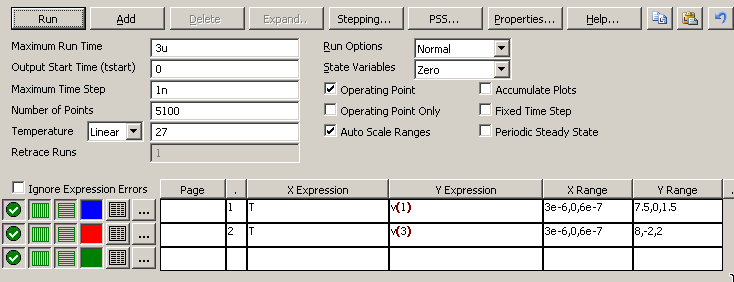 Run Add Delete Expand.. Stepping... PSS... Properties... Help...
Maximum Run Time 3u Run Options Normal
Output Start Time (tstart) 0 State Variables Zero
Maximum Time Step 1n Operating Point Accumulate Plots
Number of Points 5100 Operating Point Only Fixed Time Step
Temperature Linear 27 Auto Scale Ranges Periodic Steady State
Retrace Runs 1
Ignore Expression Errors Page . X Expression Y Expression X Range Y Range .
... 1 T v(1) 3e-6,0,6e-7 7.5,0,1.5
... 2 T v(3) 3e-6,0,6e-7 8,-2,2
...